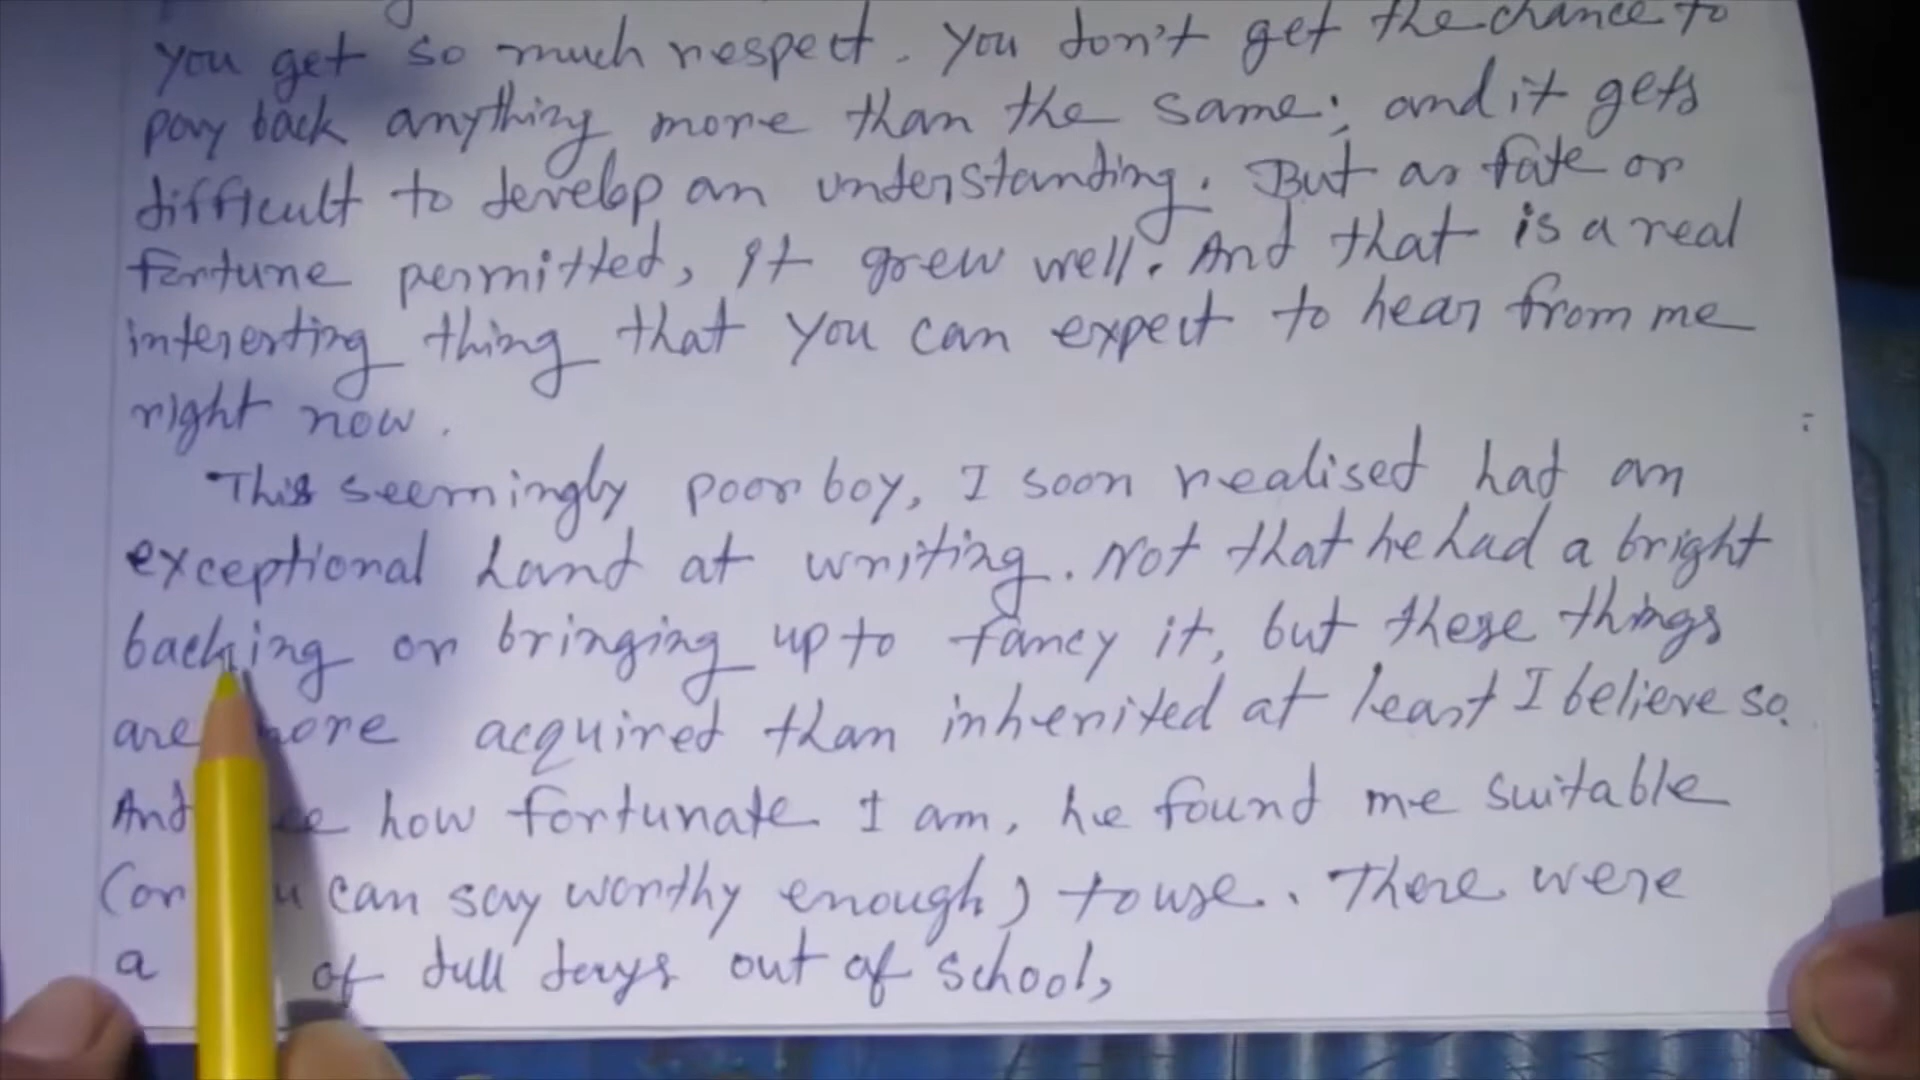 you get so much respect. You don't get the chance to
pay back anything more than the same; and it gets
difficult to develop an understanding. But as fate or
fortune permitted, It grew well. And that is a real
interesting thing that you can expect to hear from me
right now.
This seemingly poor boy, I soon realised had an
exceptional hand at writing. Not that he had a bright
backing or bringing up to fancy it, but these things
are more acquired than inherited at least I believe so.
And how fortunate I am, he found me suitable
(or can say worthy enough) to use. There were
a of dull days out of school,